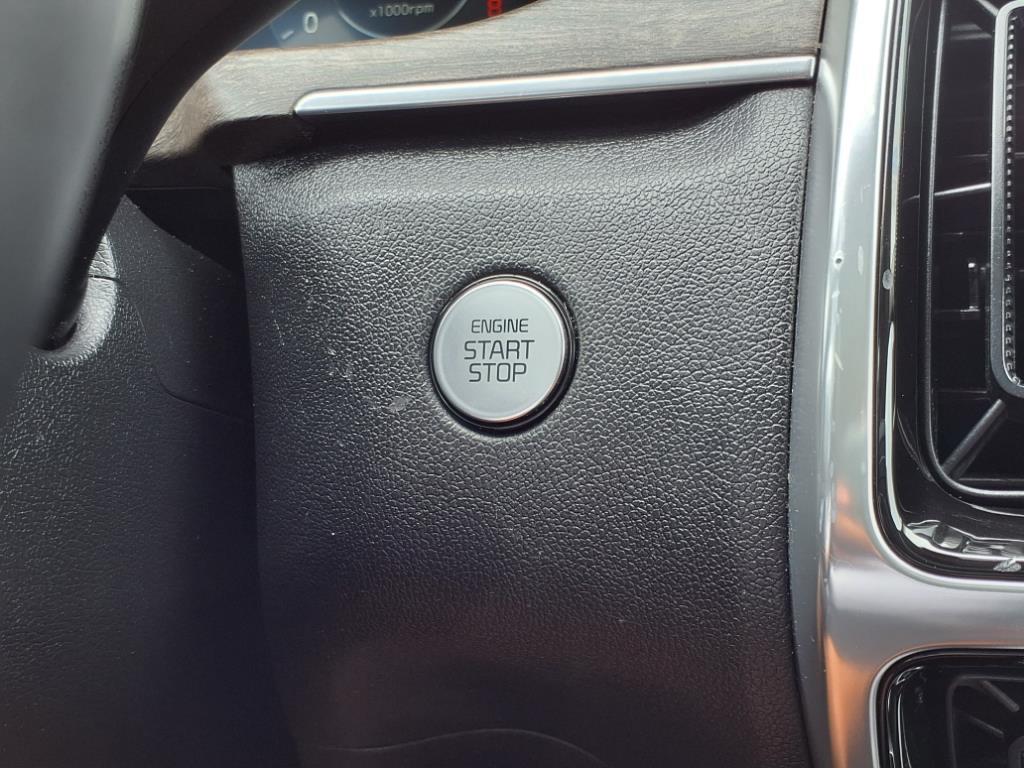 0
x1000rpm
ENGINE
START
STOP